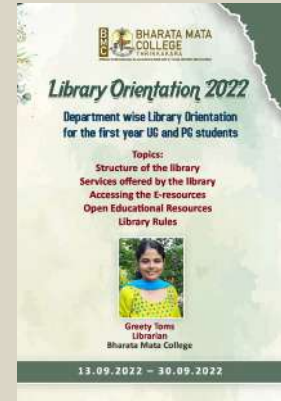 BMC
BHARATA MATA
COLLEGE
THRIKKAKARA
Library Orientation 2022
Department wise Library Orientation
for the first year UG and PG students
Topics:
Structure of the library
Services offered by the library
Accessing the E-resources
Open Educational Resources
Library Rules
Greety Toms
Librarian
Bharata Mata College
13.09.2022 – 30.09.2022